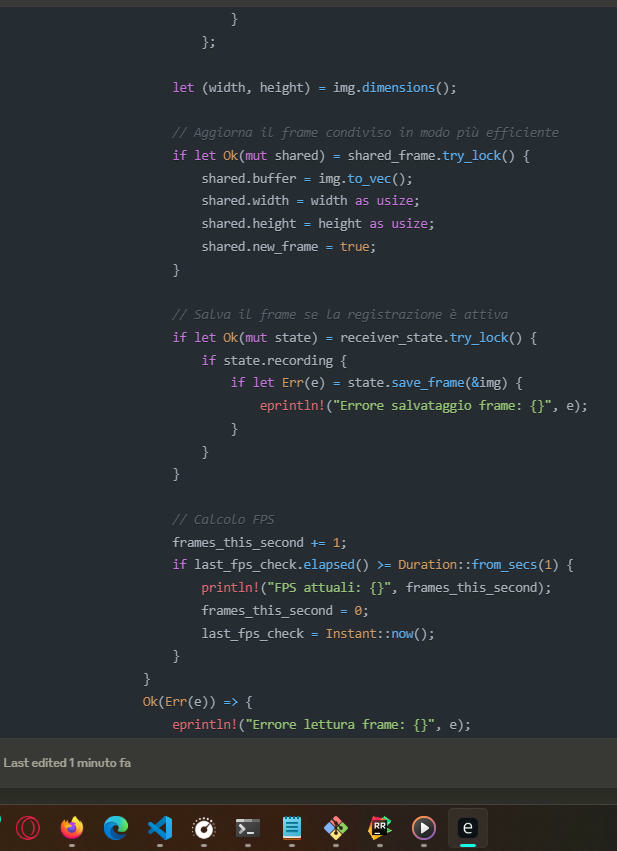 }
};
let (width, height) = img.dimensions();
// Aggiorna il frame condiviso in modo più efficiente
if let Ok(mut shared) = shared_frame.try_lock() {
shared.buffer = img.to_vec();
shared.width = width as usize;
shared.height = height as usize;
shared.new_frame = true;
}
// Salva il frame se la registrazione è attiva
if let Ok(mut state) = receiver_state.try_lock() {
if state.recording {
if let Err(e) = state.save_frame(&img) {
eprintln!("Errore salvataggio frame: {}", e);
}
}
}
// Calcolo FPS
frames_this_second += 1;
if last_fps_check.elapsed() >= Duration::from_secs(1) {
println!("FPS attuali: {}", frames_this_second);
frames_this_second = 0;
last_fps_check = Instant::now();
}
}
Ok(Err(e)) => {
eprintln!("Errore lettura frame: {}", e);
Last edited 1 minuto fa
RR
e